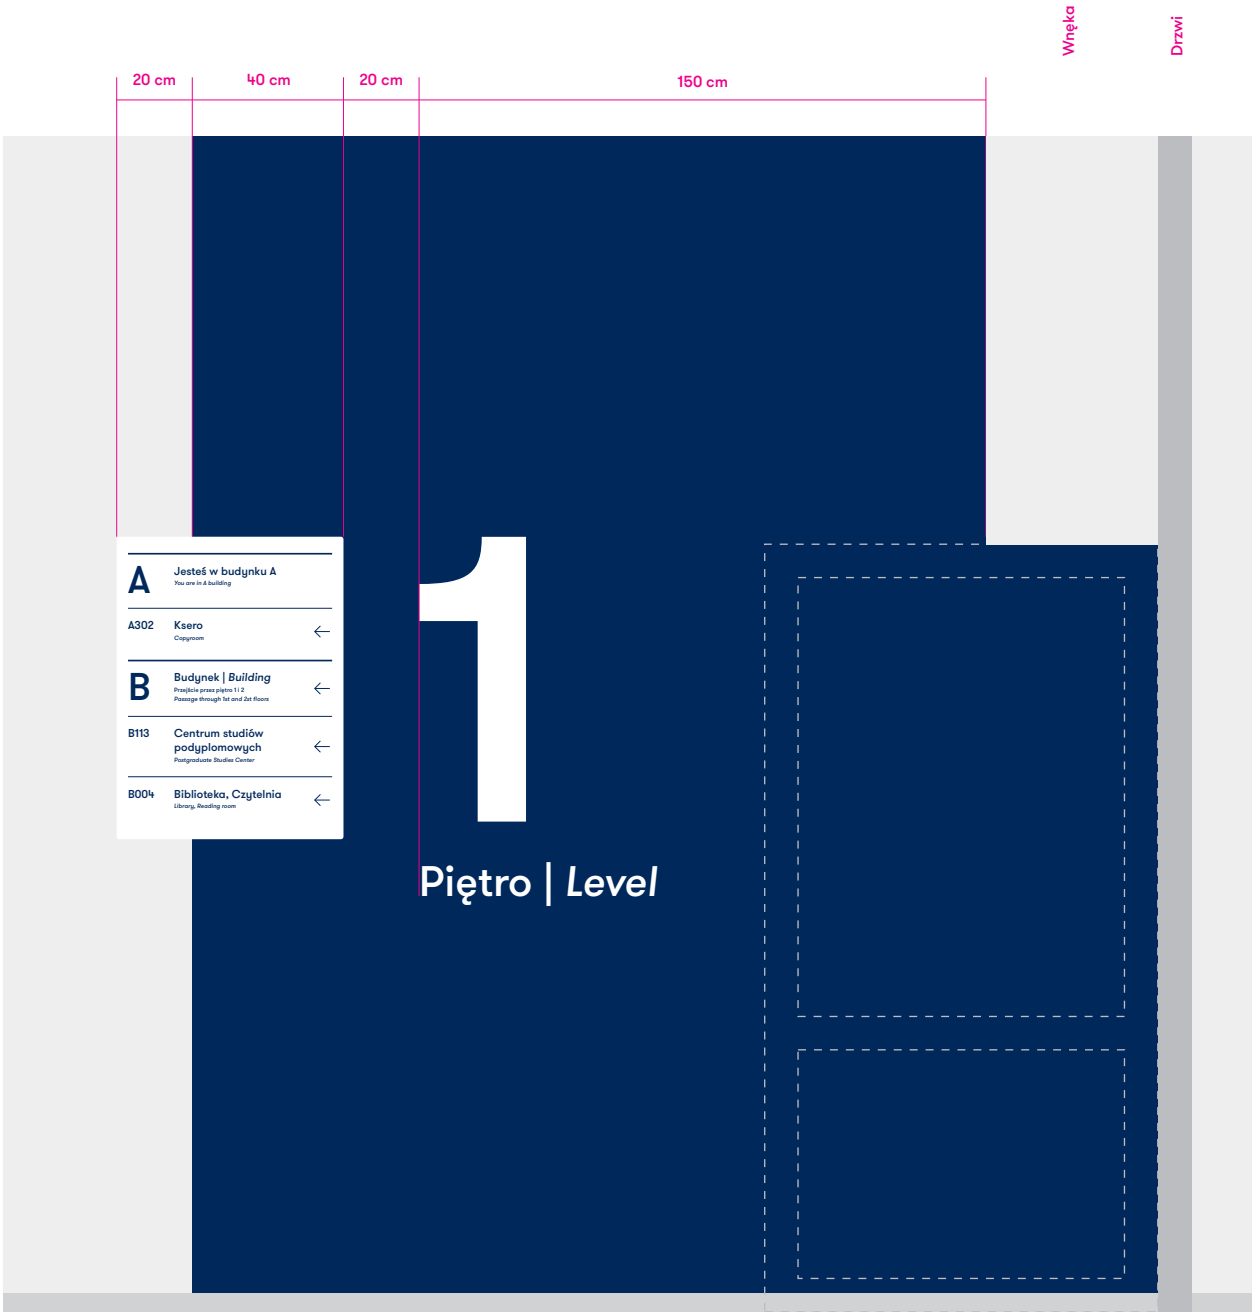 Wnęka
Drzwi
20 cm
40 cm
20 cm
150 cm
A
Jesteś w budynku A
You are in A building
A302
Ksero
Copyroom
B
Budynek | Building
Przejście przez piętro 1 i 2
Passage through 1st and 2st floors
B113
Centrum studiów
podyplomowych
Postgraduate Studies Center
B004
Biblioteka, Czytelnia
Library, Reading room
1
Piętro | Level